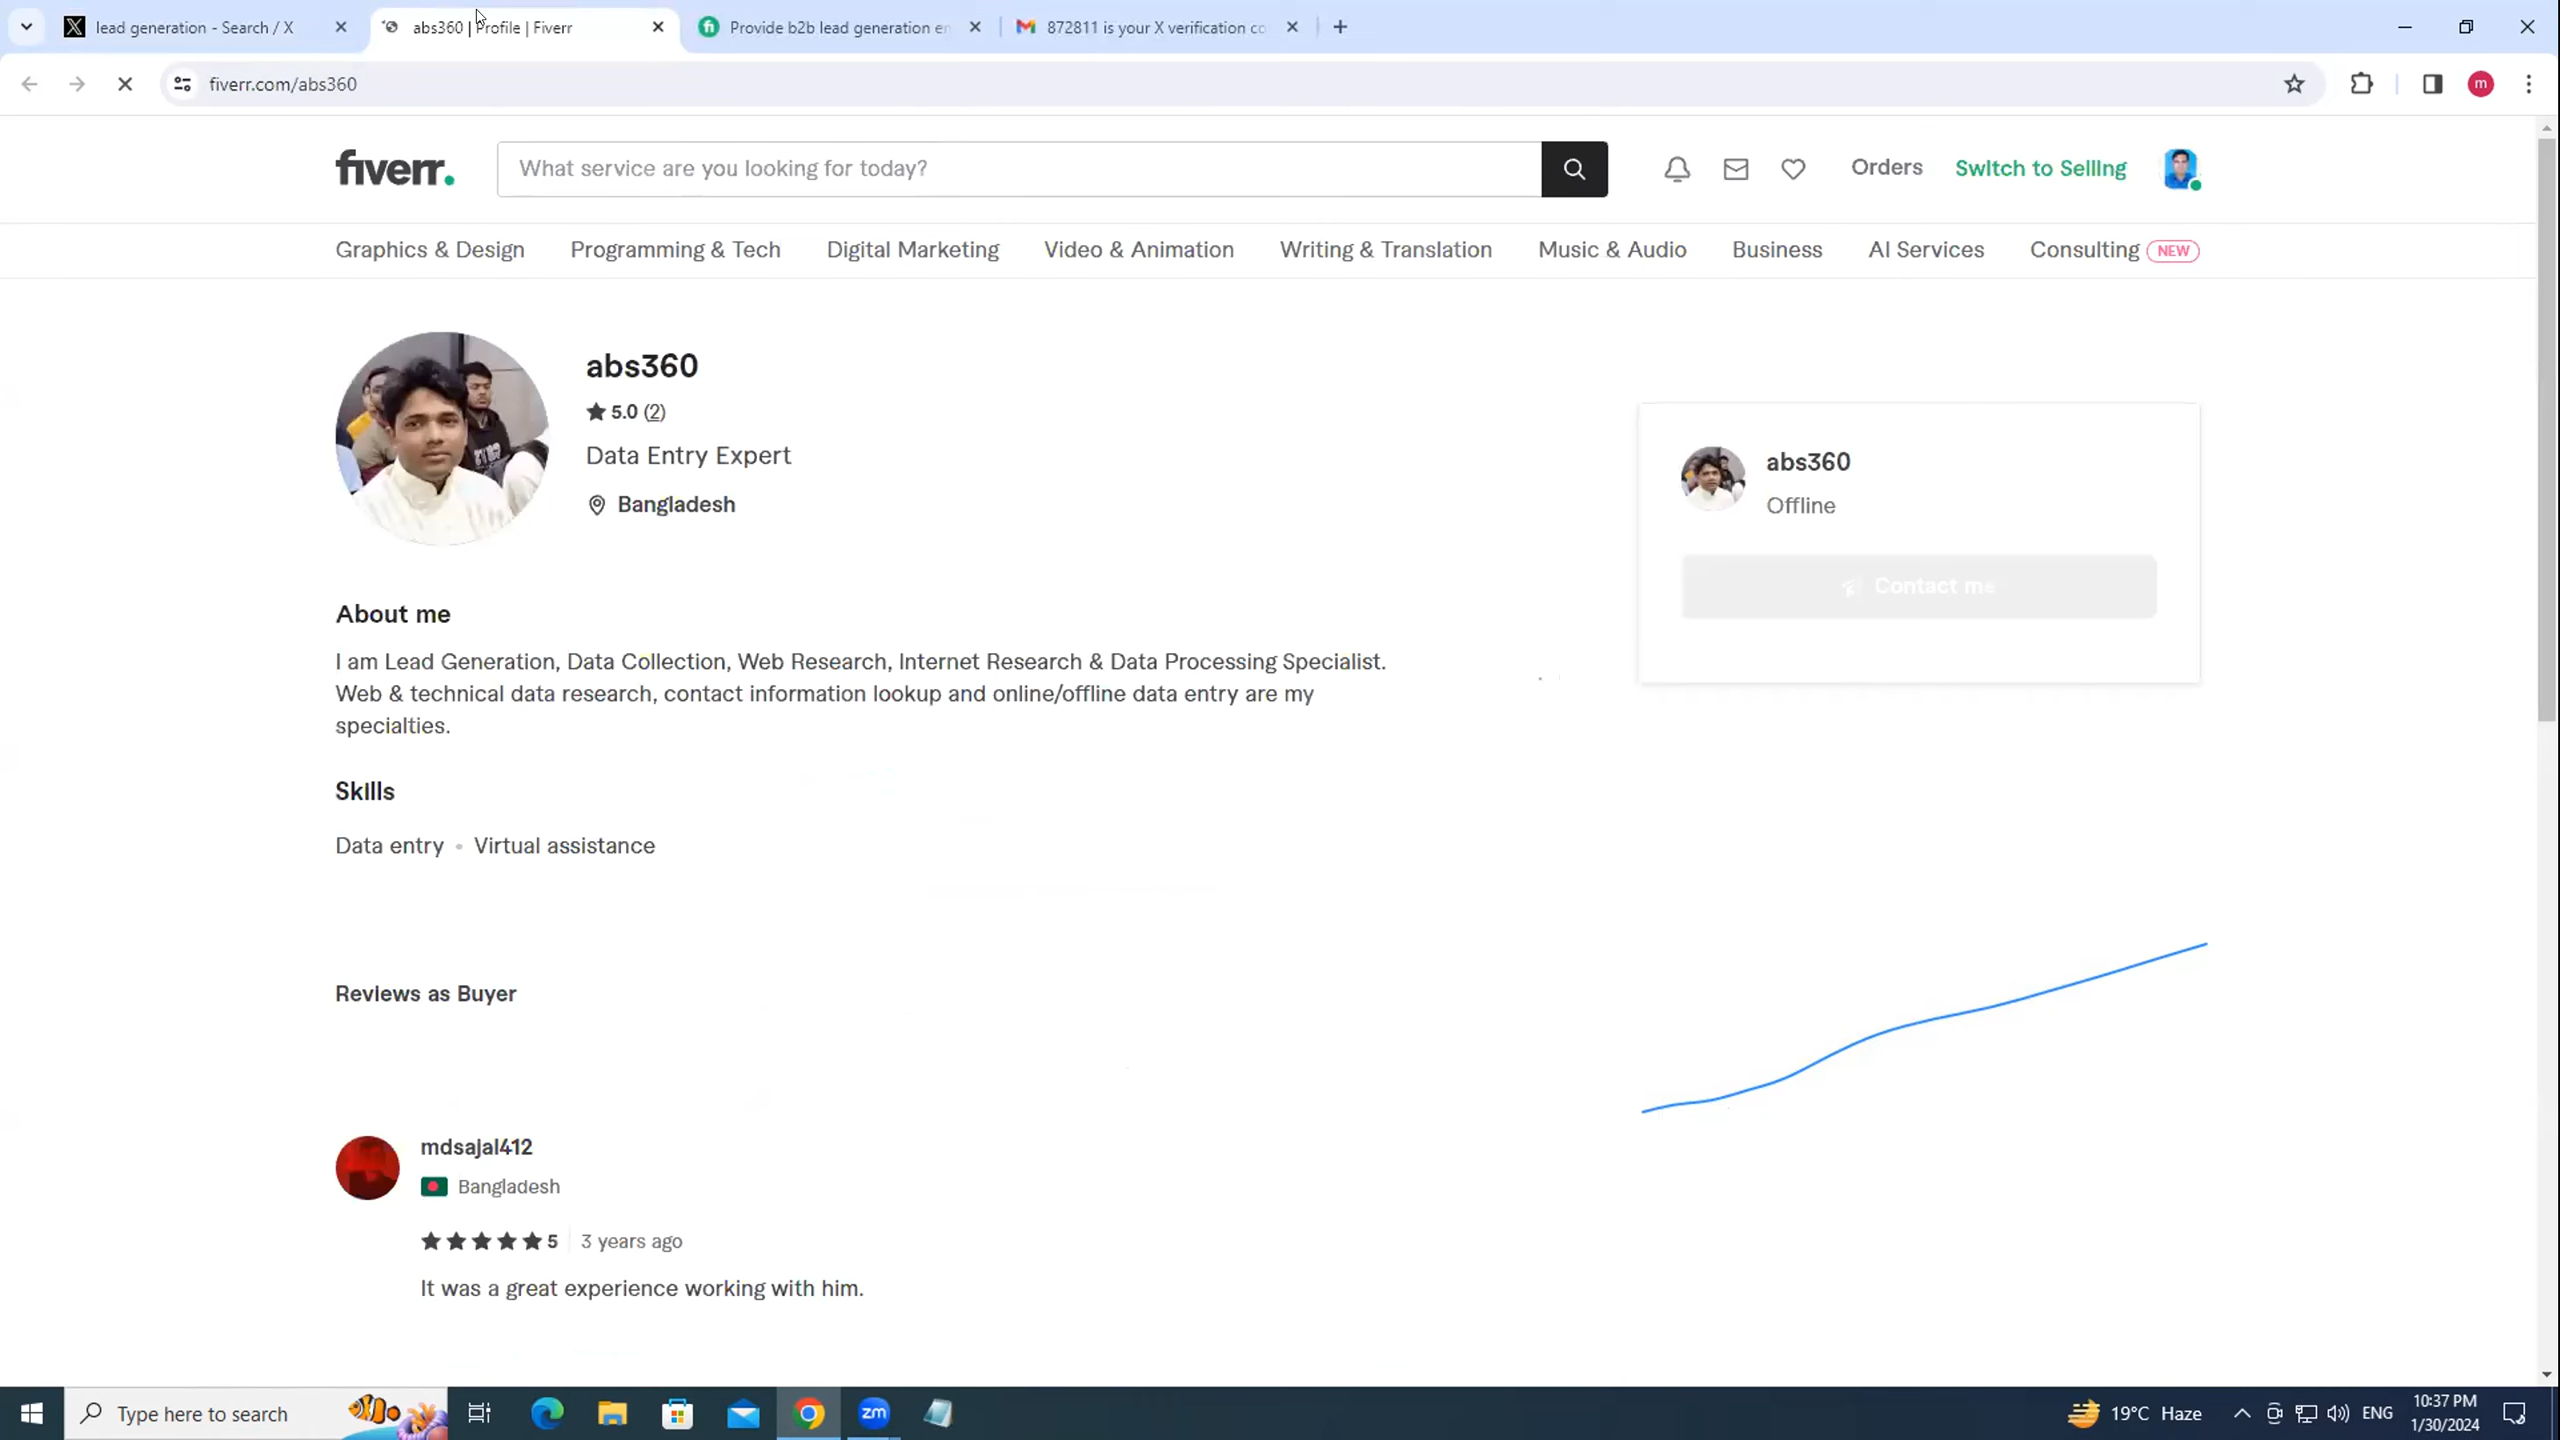 lead generation - Search / X
abs360 | Profile | Fiverr
Provide b2b lead generation en
872811 is your X verification co
fiverr.com/abs360
m
fiverr.
What service are you looking for today?
Orders
Switch to Selling
Graphics & Design
Programming & Tech
Digital Marketing
Video & Animation
Writing & Translation
Music & Audio
Business
AI Services
Consulting NEW
abs360
5.0 (2)
Data Entry Expert
Bangladesh
abs360
Offline
Contact me
About me
I am Lead Generation, Data Collection, Web Research, Internet Research & Data Processing Specialist.
Web & technical data research, contact information lookup and online/offline data entry are my
specialties.
Skills
Data entry • Virtual assistance
Reviews as Buyer
mdsajal412
Bangladesh
5 | 3 years ago
It was a great experience working with him.
Type here to search
zm
19°C Haze
ENG
10:37 PM
1/30/2024